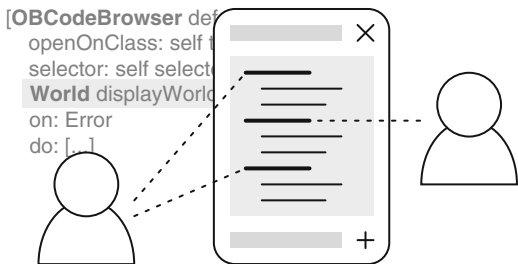 [OBCodeBrowser def
openOnClass: self t
selector: self selecto
World displayWorld
on: Error
do: [...]